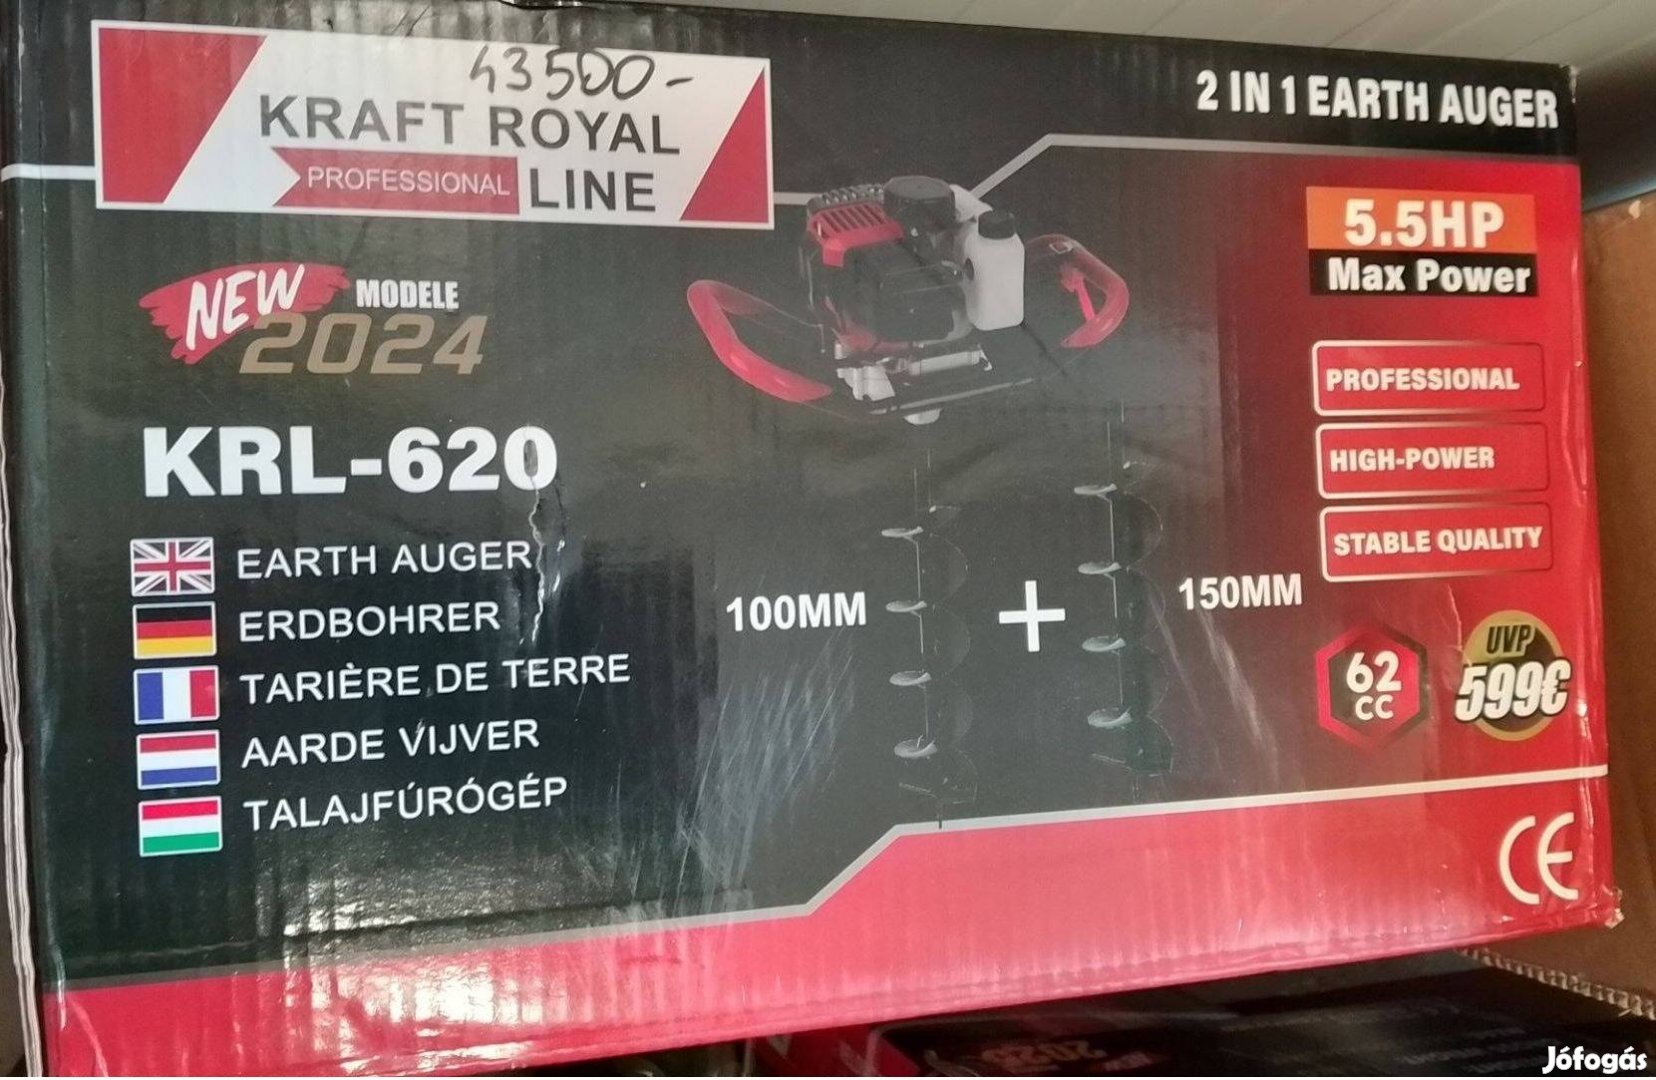 43500-
KRAFT ROYAL
PROFESSIONAL LINE
NEW MODELE
2024
KRL-620
EARTH AUGER
ERDBOHRER
TARIÈRE DE TERRE
AARDE VIJVER
TALAJFÚRÓGÉP
100MM + 150MM
2 IN 1 EARTH AUGER
5.5HP
Max Power
PROFESSIONAL
HIGH-POWER
STABLE QUALITY
62
CC
UVP
599€
CE
Jófogás